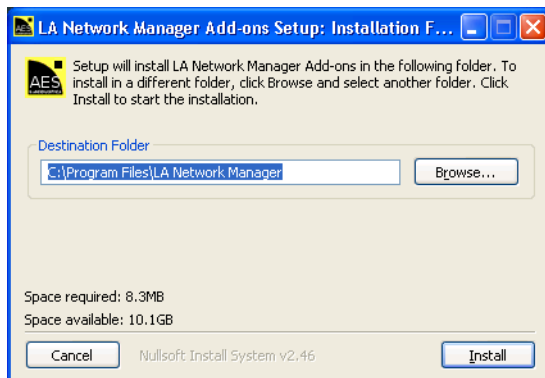 LA Network Manager Add-ons Setup: Installation F...
AES
Setup will install LA Network Manager Add-ons in the following folder. To
install in a different folder, click Browse and select another folder. Click
Install to start the installation.
Destination Folder
C:\Program Files\LA Network Manager
Browse...
Space required: 8.3MB
Space available: 10.1GB
Cancel
Nullsoft Install System v2.46
Install